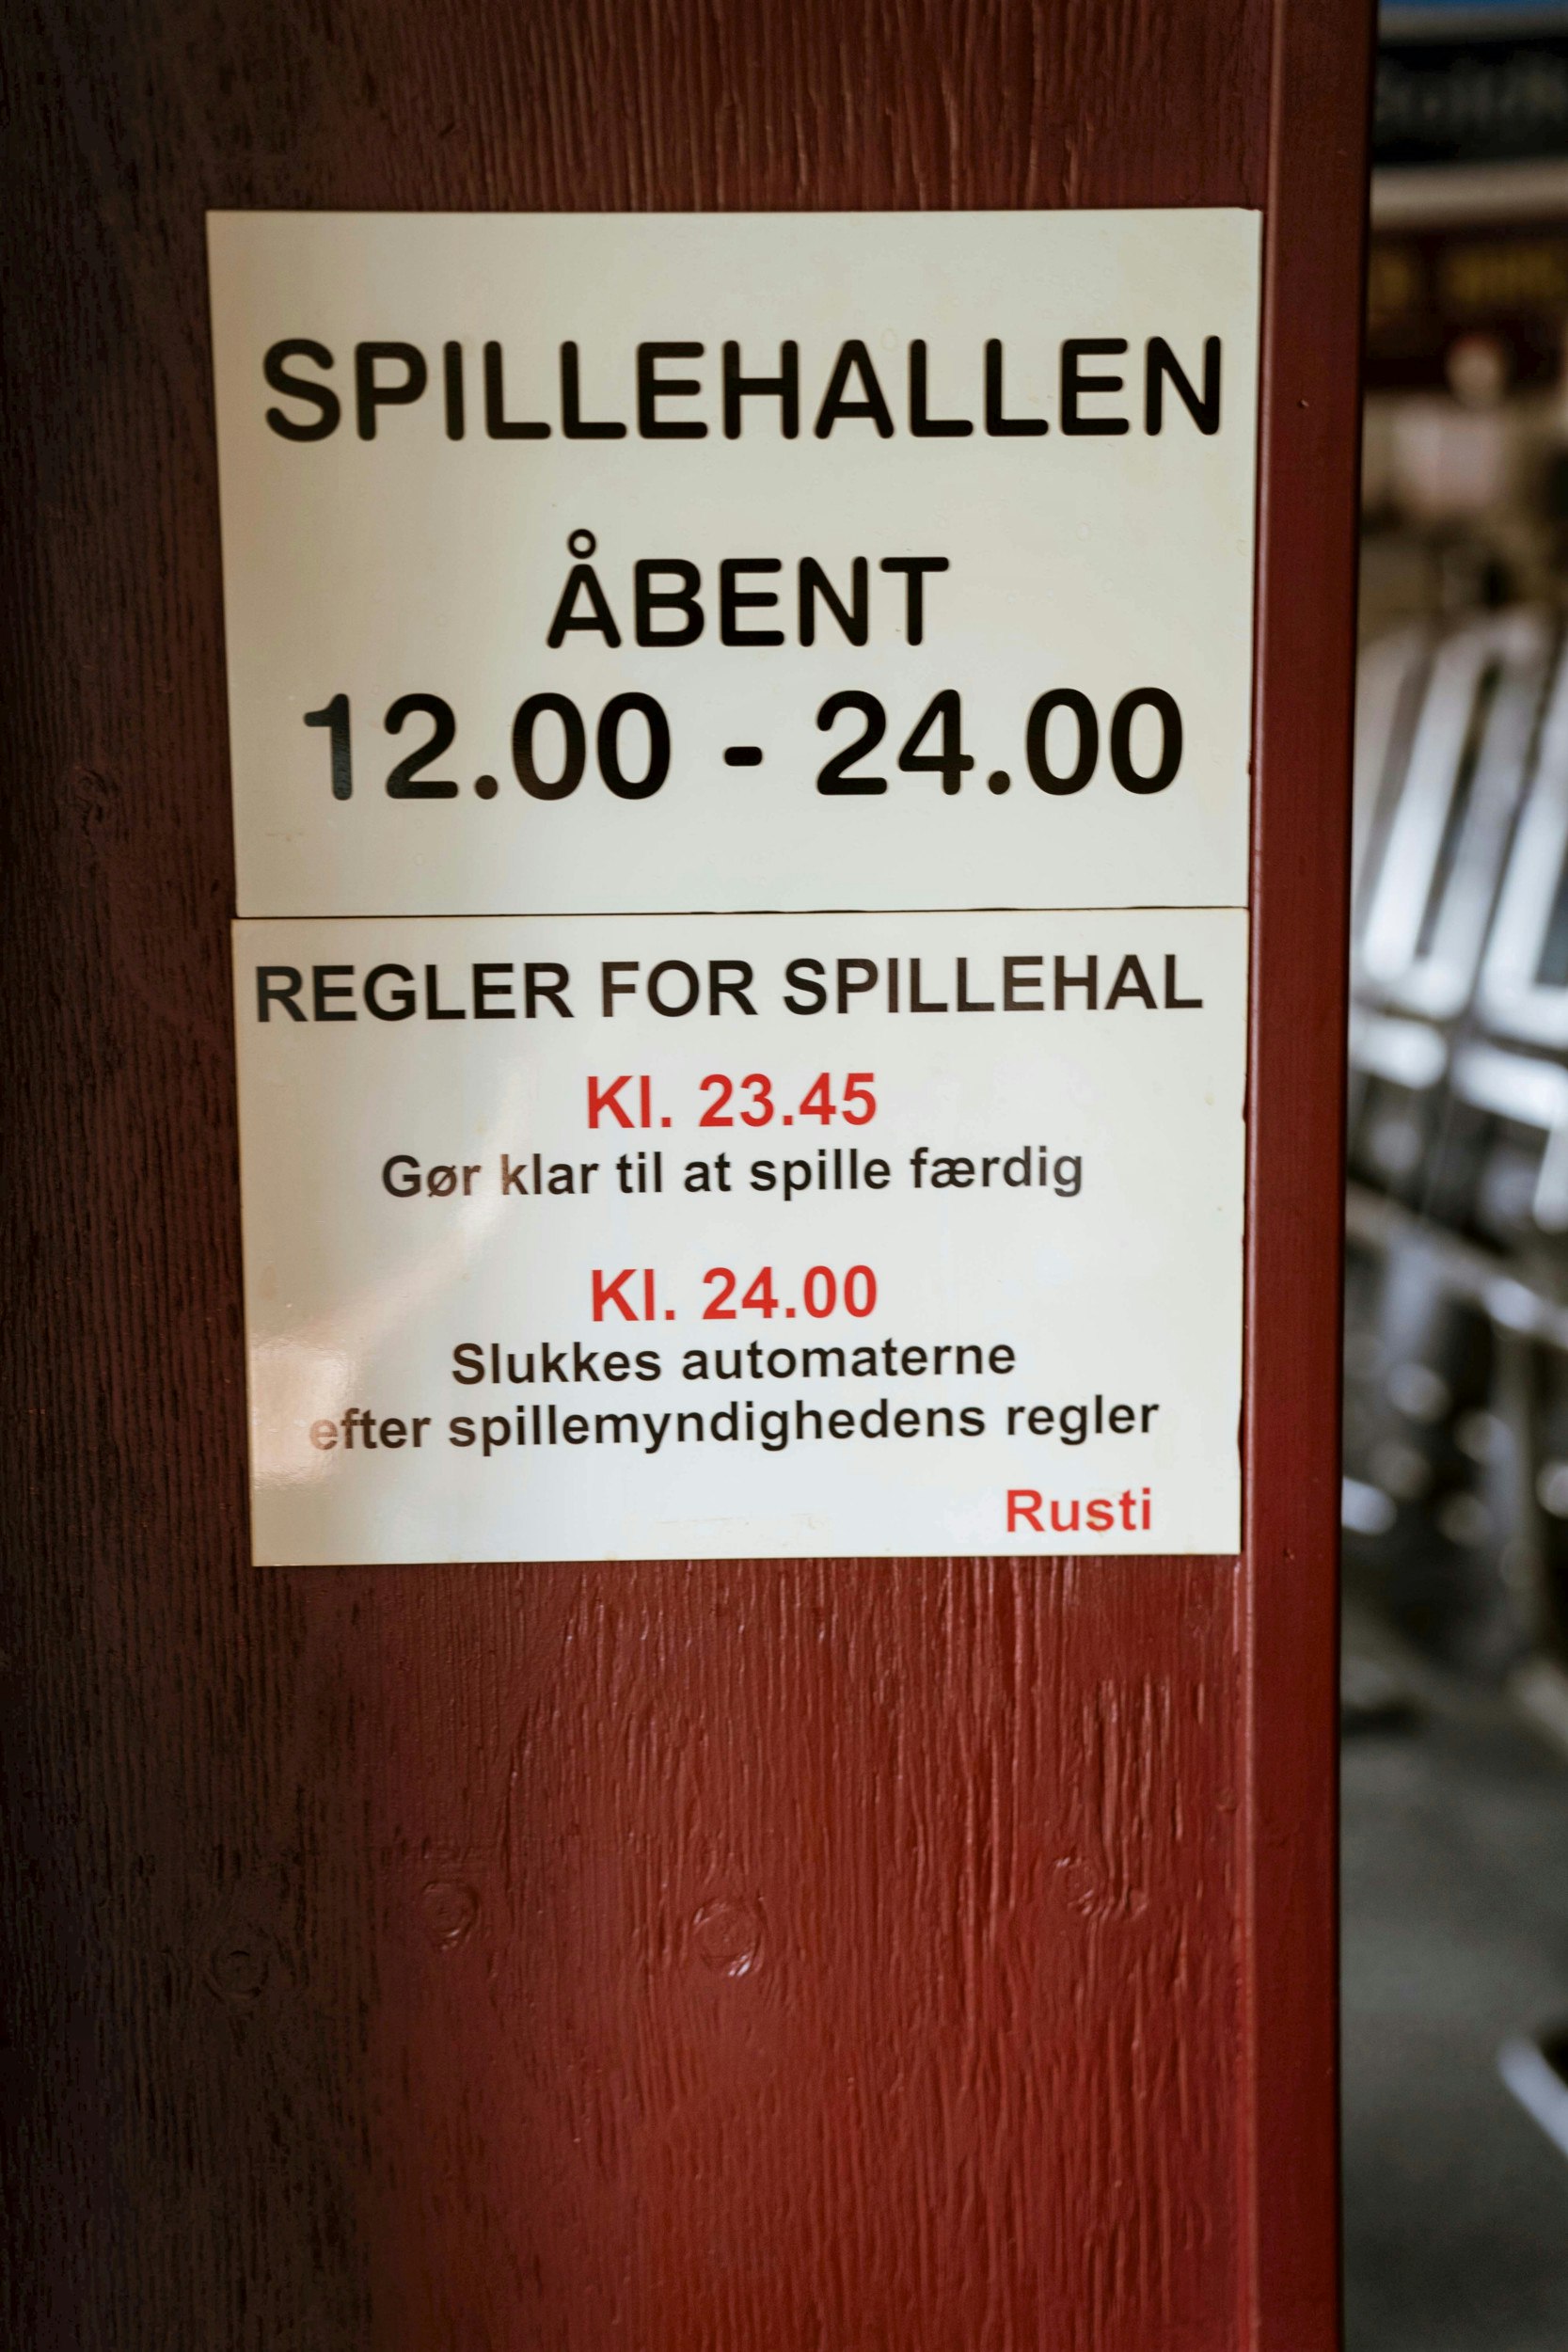 SPILLEHALLEN
ÅBENT
12.00 - 24.00
REGLER FOR SPILLEHAL
Kl. 23.45
Gør klar til at spille færdig
Kl. 24.00
Slukkes automaterne
efter spillemyndighedens regler
Rusti